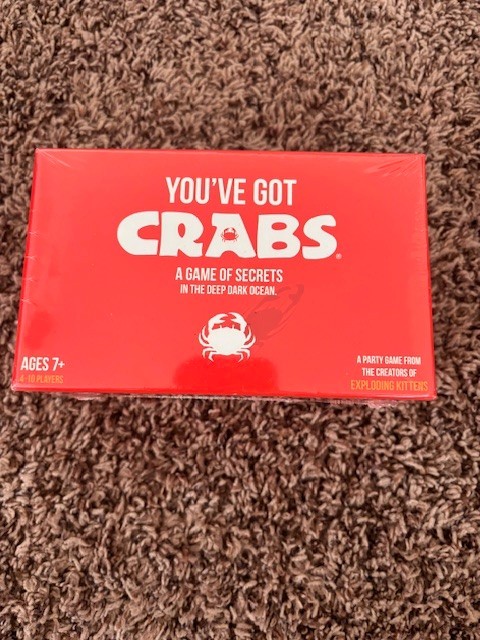 YOU'VE GOT
CRABS®
A GAME OF SECRETS
IN THE DEEP DARK OCEAN.
AGES 7+
4-10 PLAYERS
A PARTY GAME FROM
THE CREATORS OF
EXPLODING KITTENS